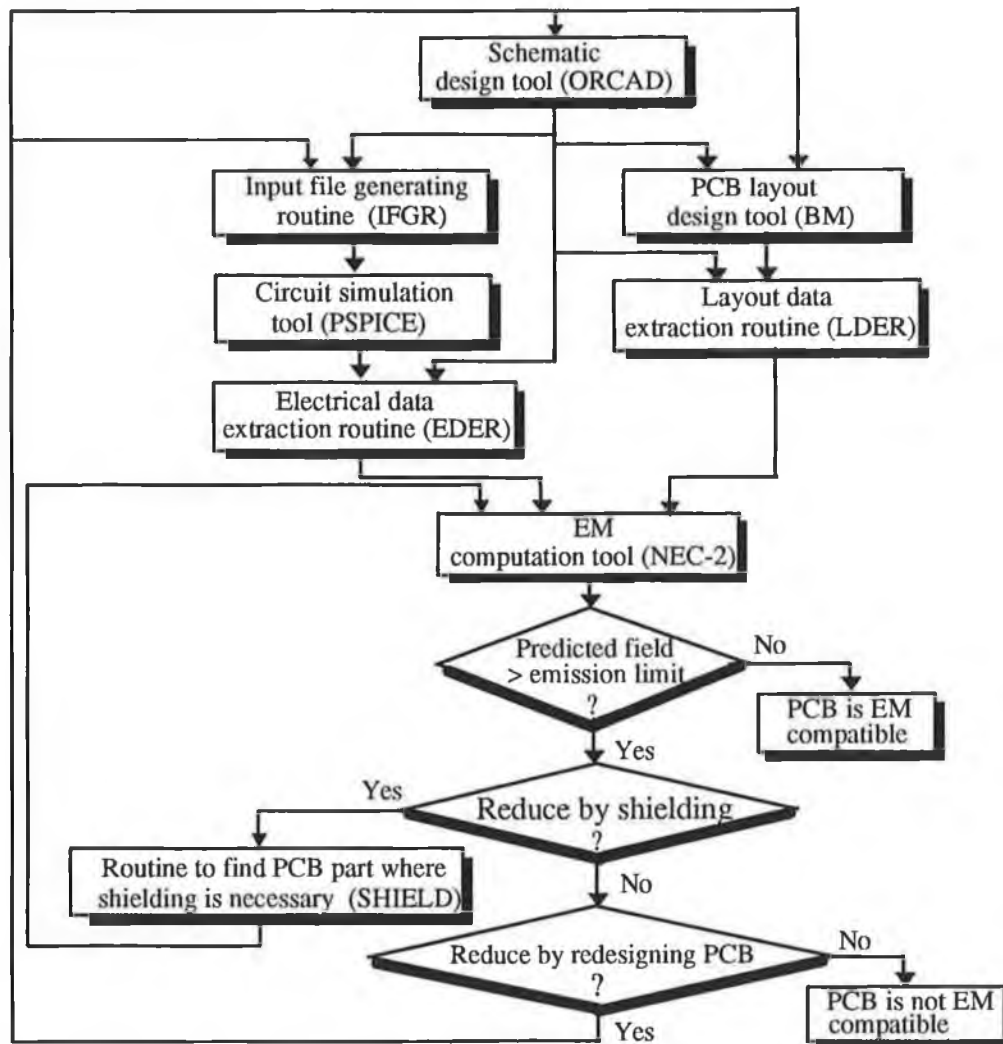 Schematic
design tool (ORCAD)
Input file generating
routine (IFGR)
PCB layout
design tool (BM)
Circuit simulation
tool (PSPICE)
Layout data
extraction routine (LDER)
Electrical data
extraction routine (EDER)
EM
computation tool (NEC-2)
Predicted field
> emission limit
?
No
PCB is EM
compatible
Yes
Reduce by shielding
?
Yes
Routine to find PCB part where
shielding is necessary (SHIELD)
No
Reduce by redesigning PCB
?
No
PCB is not EM
compatible
Yes